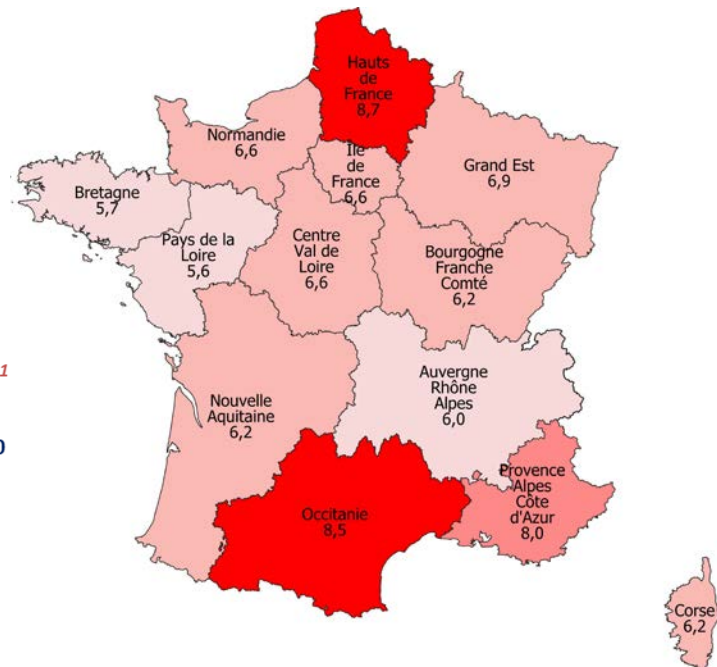 Hauts
de
France
8,7
Normandie
6,6
Ile
de
France
6,6
Grand Est
6,9
Bretagne
5,7
Pays de la
Loire
5,6
Centre
Val de
Loire
6,6
Bourgogne
Franche
Comté
6,2
1
0
Auvergne
Rhône
Alpes
6,0
Nouvelle
Aquitaine
6,2
Provence
Alpes
Côte
d'Azur
8,0
Occitanie
8,5
Corse
6,2